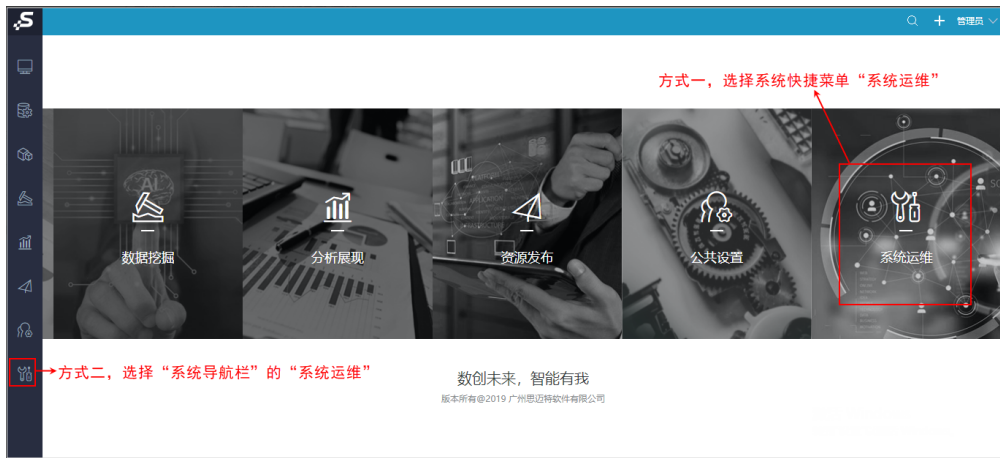 S
管理员
方式一，选择系统快捷菜单“系统运维”
AI
数据挖掘
分析展现
资源发布
公共设置
系统运维
方式二，选择“系统导航栏”的“系统运维”
数创未来，智能有我
版本所有@2019 广州思迈特软件有限公司